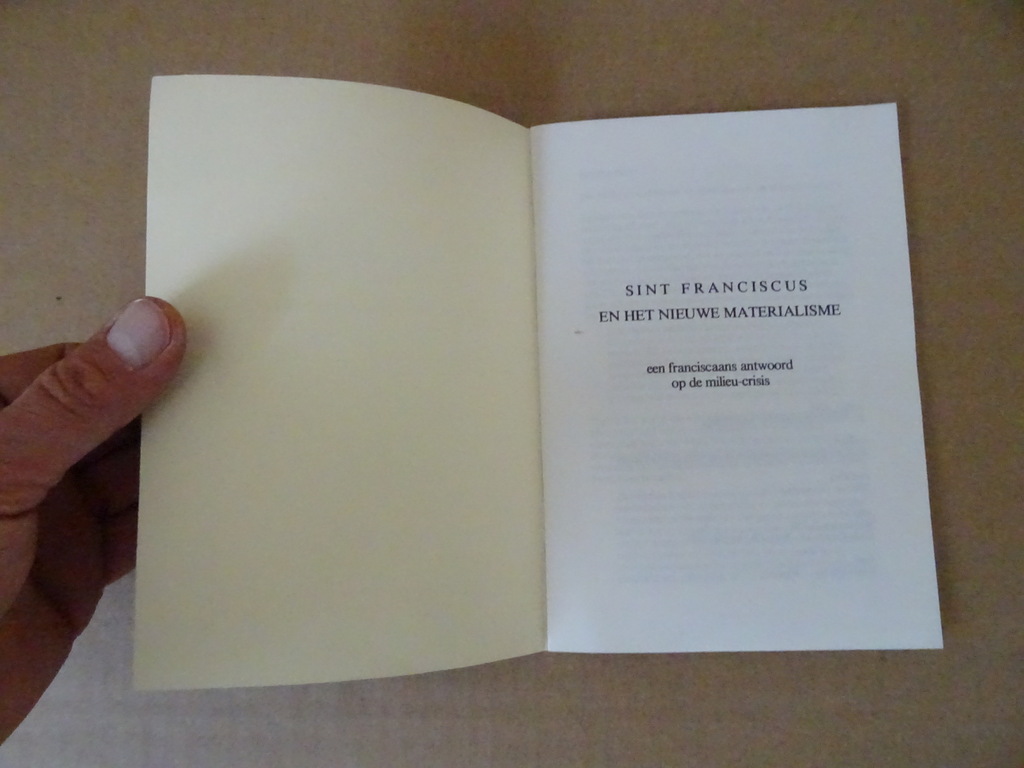 SINT FRANCISCUS
EN HET NIEUWE MATERIALISME
een franciscaans antwoord
op de milieu-crisis